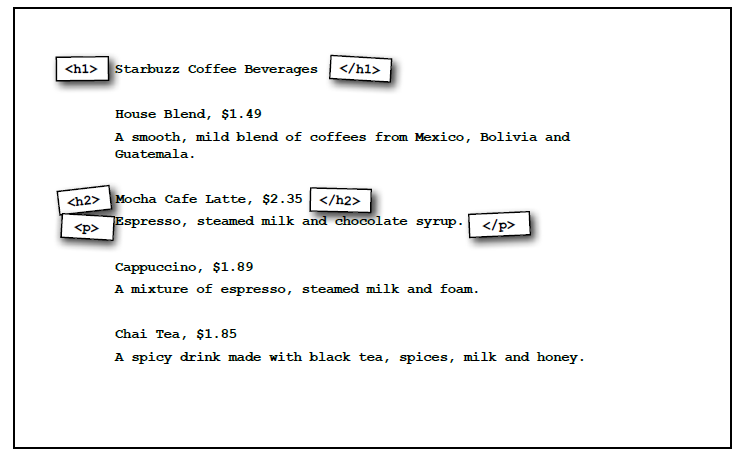 <h1> Starbuzz Coffee Beverages </h1>
House Blend, $1.49
A smooth, mild blend of coffees from Mexico, Bolivia and
Guatemala.
<h2> Mocha Cafe Latte, $2.35 </h2>
<p> Espresso, steamed milk and chocolate syrup. </p>
Cappuccino, $1.89
A mixture of espresso, steamed milk and foam.
Chai Tea, $1.85
A spicy drink made with black tea, spices, milk and honey.